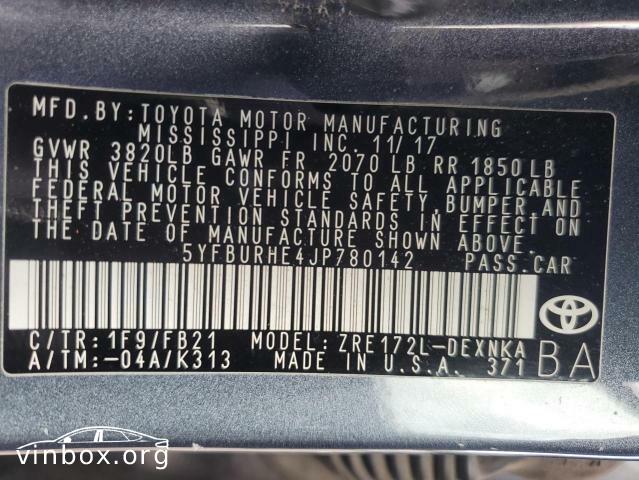 MFD.BY:TOYOTA MOTOR MANUFACTURING
MISSISSIPPI INC. 11/17
GVWR 3820LB GAWR FR 2070 LB RR 1850 LB
THIS VEHICLE CONFORMS TO ALL APPLICABLE
FEDERAL MOTOR VEHICLE SAFETY, BUMPER AND
THEFT PREVENTION STANDARDS IN EFFECT ON
THE DATE OF MANUFACTURE SHOWN ABOVE.
5YFBURHE4JP780142 PASS.CAR
C/TR:1F9/FB21 MODEL:ZRE172L-DEXNKA
A/TM:-04A/K313 MADE IN U.S.A. 371
BA
vinbox.org